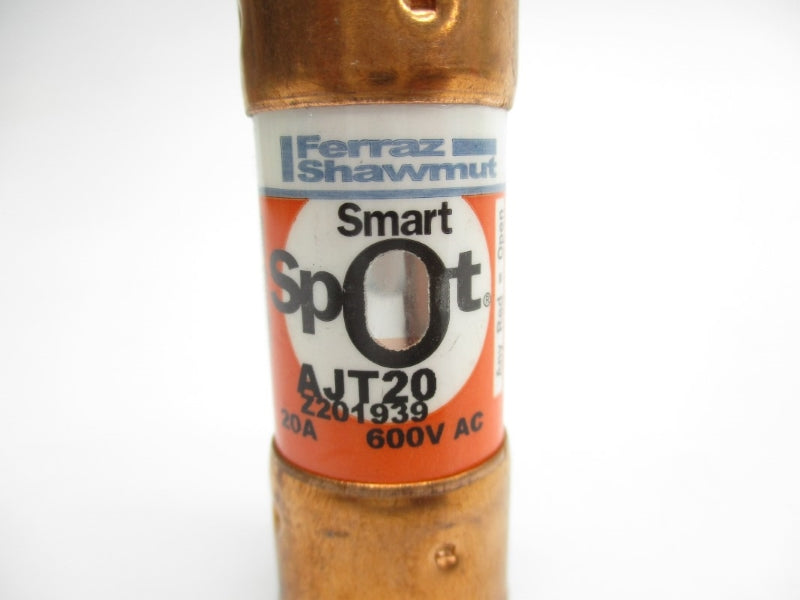 Ferraz
Shawmut
Smart
Spot®
AJT20
Z201939
20A 600V AC
Any Red = Open